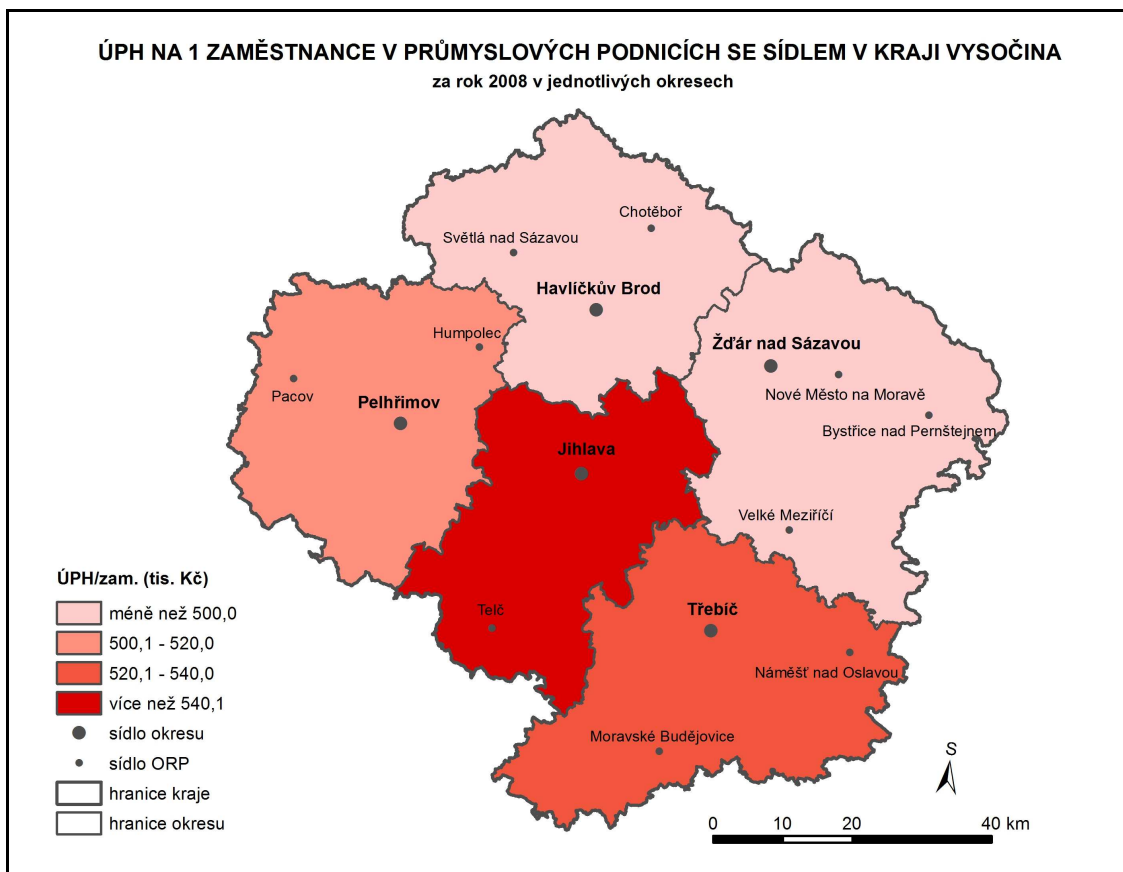 ÚPH NA 1 ZAMĚSTNANCE V PRŮMYSLOVÝCH PODNICÍCH SE SÍDLEM V KRAJI VYSOČINA
za rok 2008 v jednotlivých okresech
Chotěboř
Světlá nad Sázavou
Havlíčkův Brod
Humpolec
Žďár nad Sázavou
Pacov
Nové Město na Moravě
Pelhřimov
Bystřice nad Pernštejnem
Jihlava
Velké Meziříčí
Telč
Třebíč
Náměšť nad Oslavou
Moravské Budějovice
ÚPH/zam. (tis. Kč)
méně než 500,0
500,1 - 520,0
520,1 - 540,0
více než 540,1
sídlo okresu
sídlo ORP
hranice kraje
hranice okresu
S
0 10 20 40 km